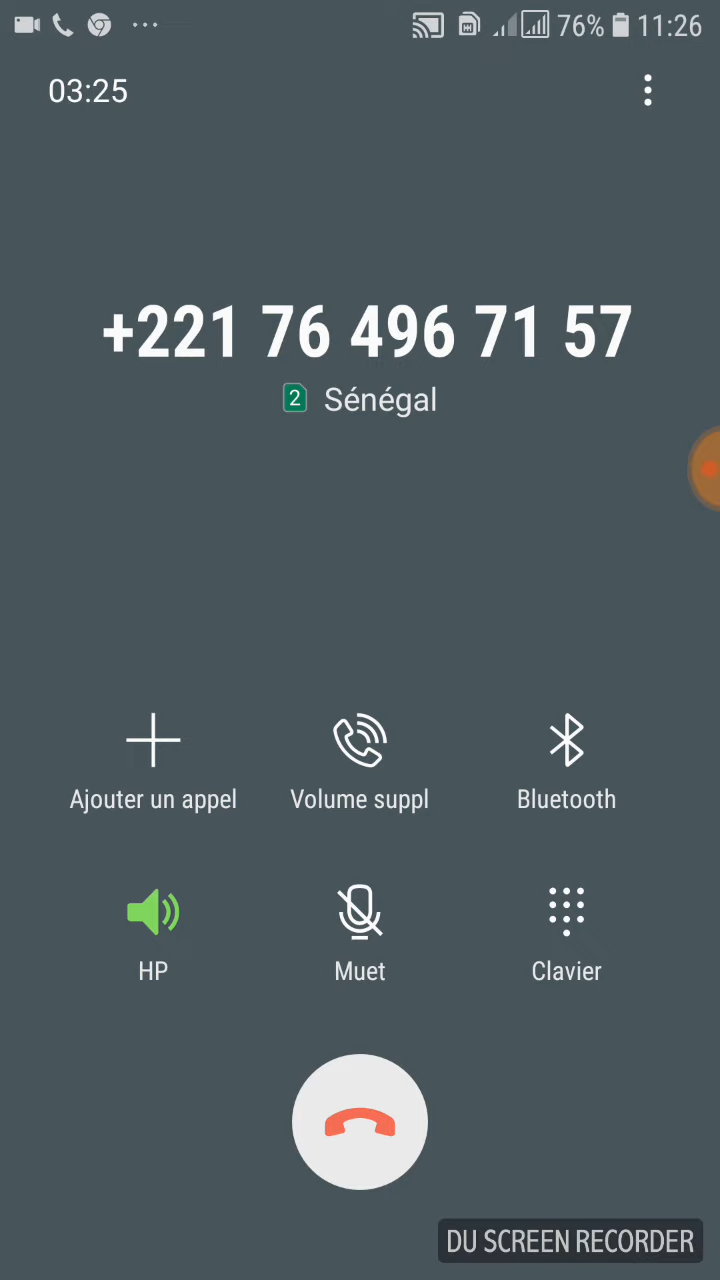 76% 11:26
03:25
+221 76 496 71 57
2 Sénégal
Ajouter un appel Volume suppl Bluetooth
HP Muet Clavier
DU SCREEN RECORDER